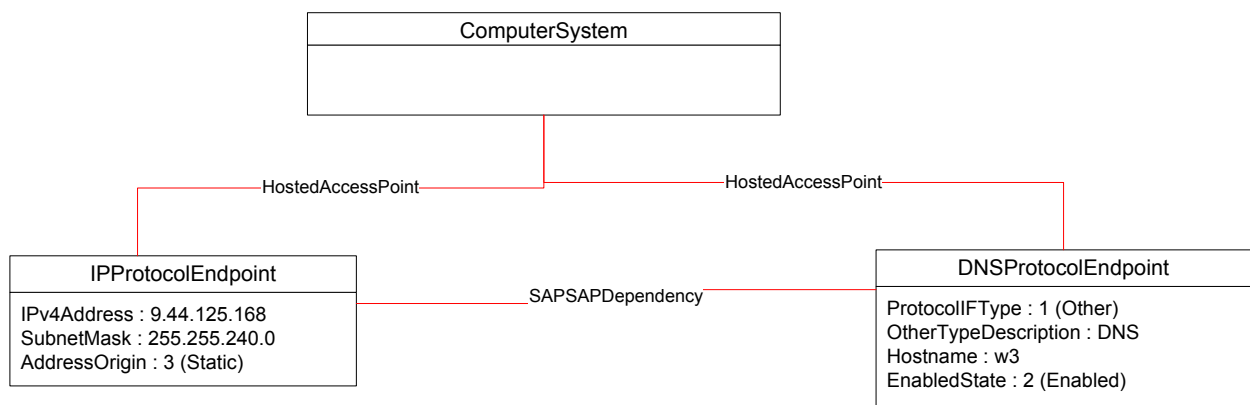 ComputerSystem
HostedAccessPoint
HostedAccessPoint
IPProtocolEndpoint
IPv4Address : 9.44.125.168
SubnetMask : 255.255.240.0
AddressOrigin : 3 (Static)
SAPSAPDependency
DNSProtocolEndpoint
ProtocolIFType : 1 (Other)
OtherTypeDescription : DNS
Hostname : w3
EnabledState : 2 (Enabled)